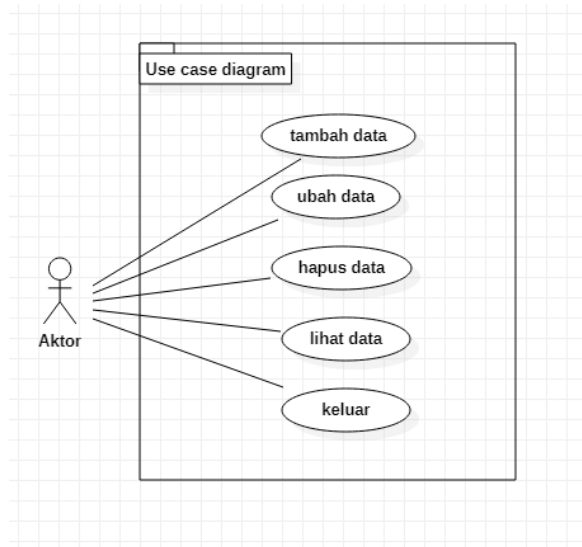 Use case diagram
tambah data
ubah data
hapus data
lihat data
keluar
Aktor